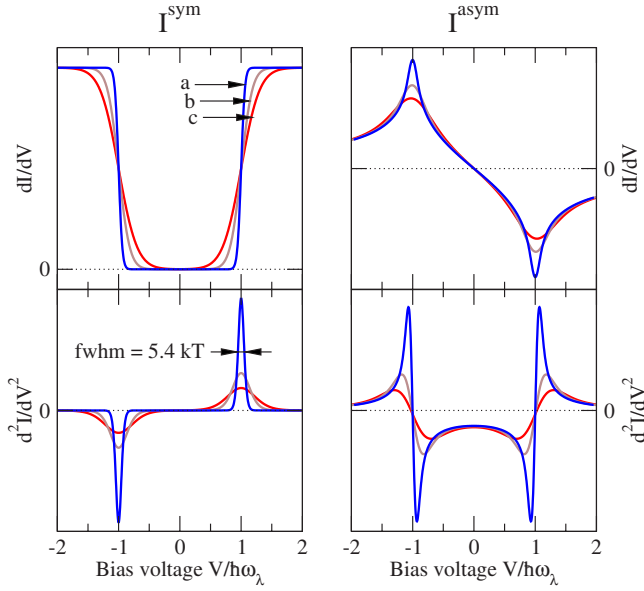 I^sym
I^asym
a
b
c
dI/dV
0
0
dI/dV
fwhm = 5.4 kT
d²I/dV²
0
0
d²I/dV²
-2 -1 0 1 2
-2 -1 0 1 2
Bias voltage V/ħω_λ
Bias voltage V/ħω_λ